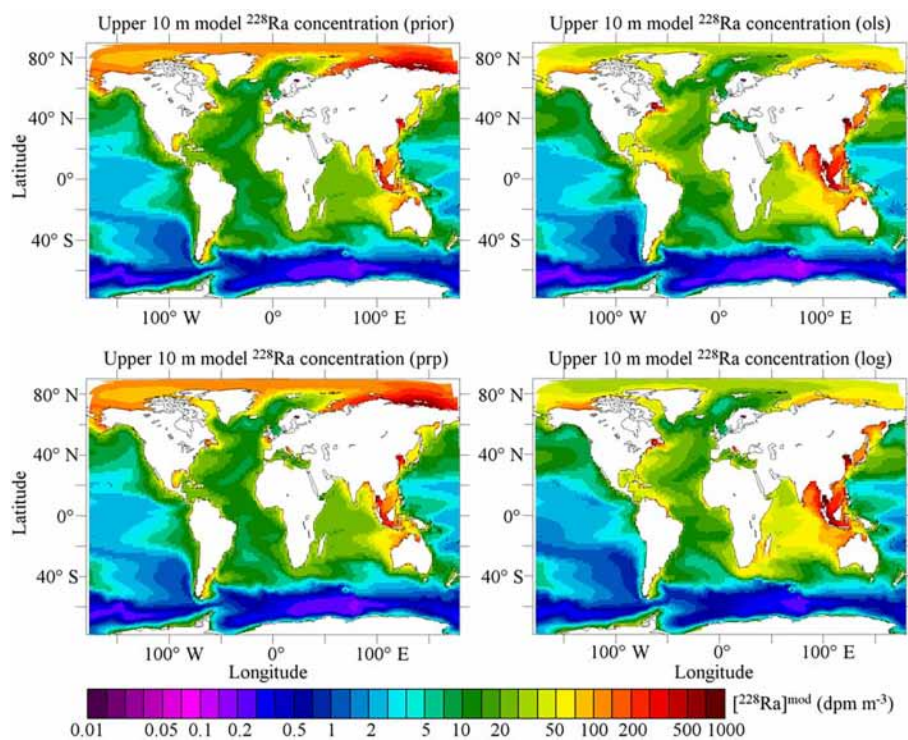 Upper 10 m model ²²⁸Ra concentration (prior)
Upper 10 m model ²²⁸Ra concentration (ols)
80° N
40° N
0°
40° S
Latitude
100° W
0°
100° E
80° N
40° N
0°
40° S
100° W
0°
100° E
Upper 10 m model ²²⁸Ra concentration (prp)
Upper 10 m model ²²⁸Ra concentration (log)
80° N
40° N
0°
40° S
Latitude
100° W
0°
100° E
Longitude
80° N
40° N
0°
40° S
100° W
0°
100° E
Longitude
0.01 0.05 0.1 0.2 0.5 1 2 5 10 20 50 100 200 500 1000
[²²⁸Ra]ᵐᵒᵈ (dpm m⁻³)